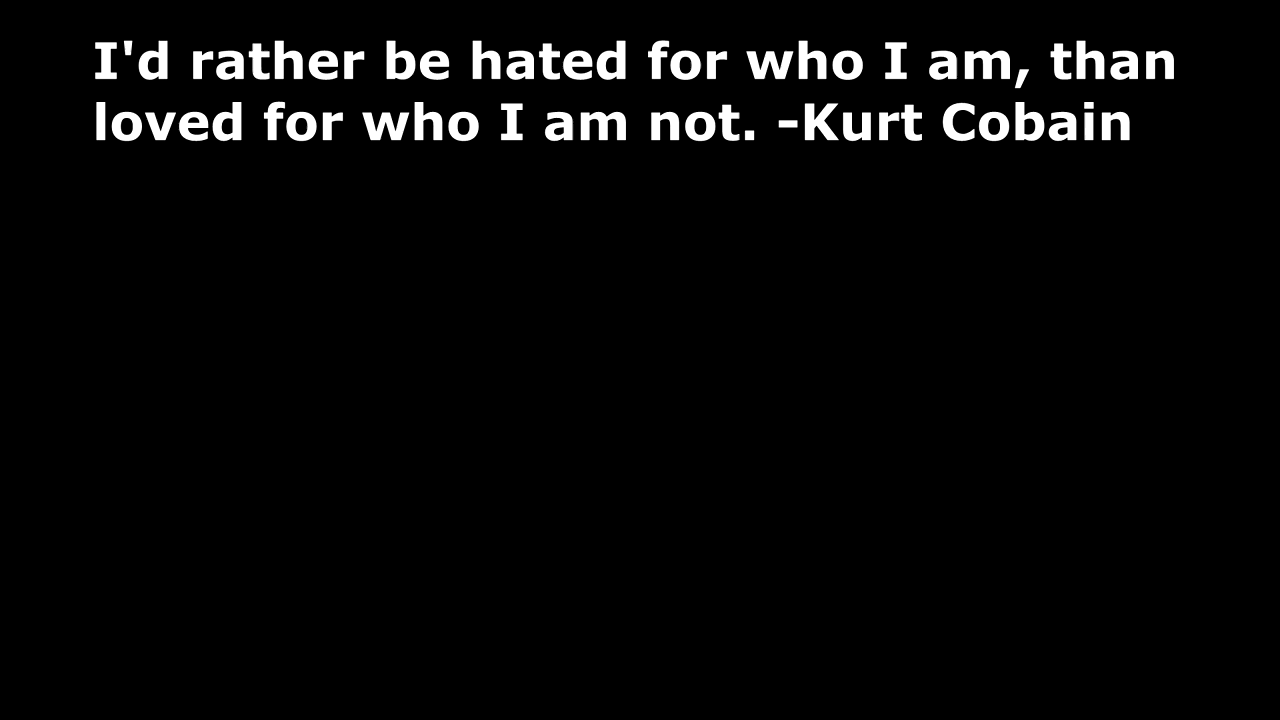 I'd rather be hated for who I am, than
loved for who I am not. -Kurt Cobain